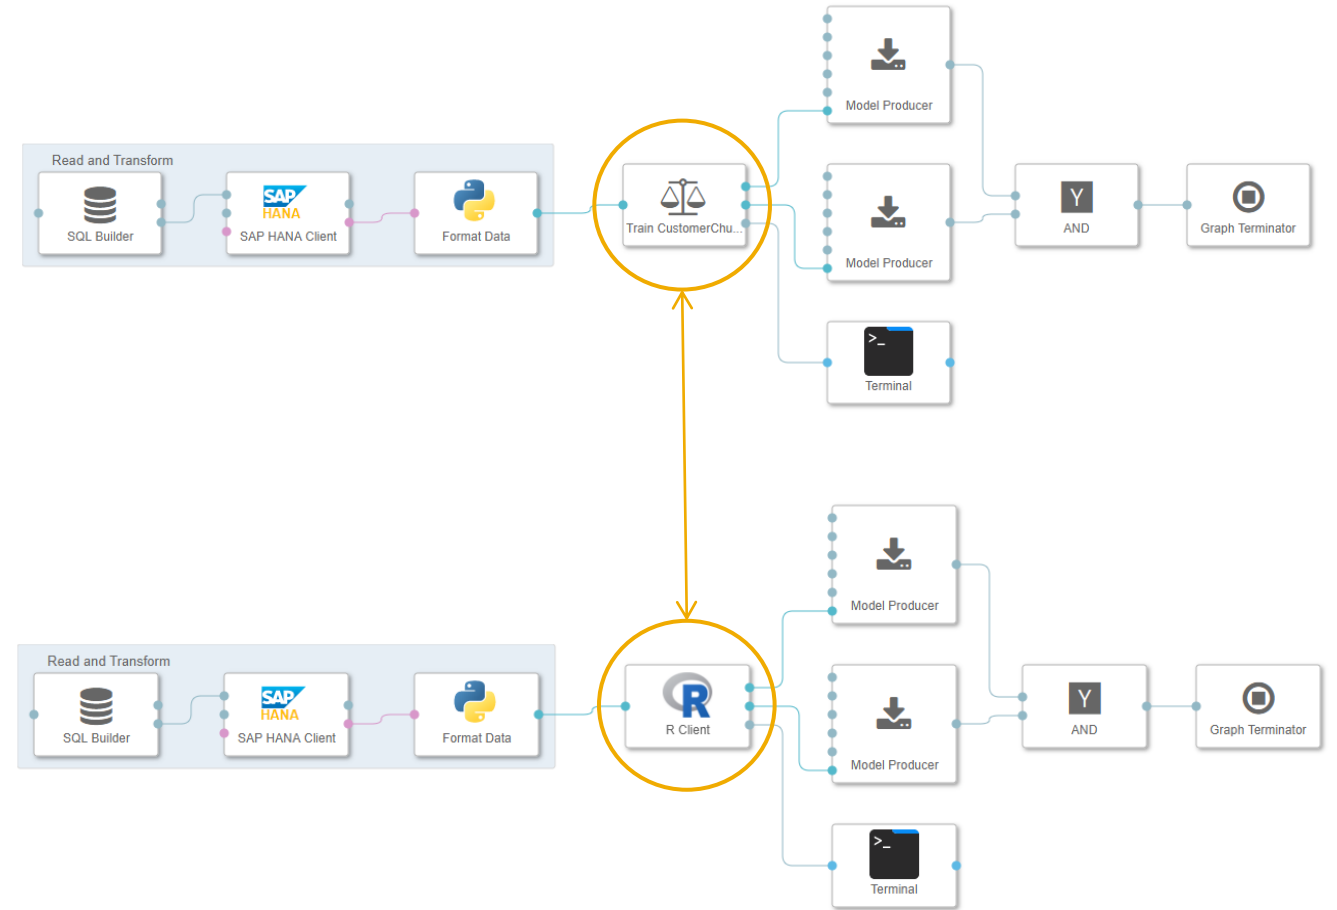 Model Producer
Read and Transform
SQL Builder
SAP
HANA
SAP HANA Client
Format Data
Train CustomerChu...
Model Producer
Y
AND
Graph Terminator
>_
Terminal
Model Producer
Read and Transform
SQL Builder
SAP
HANA
SAP HANA Client
Format Data
R
R Client
Model Producer
Y
AND
Graph Terminator
>_
Terminal